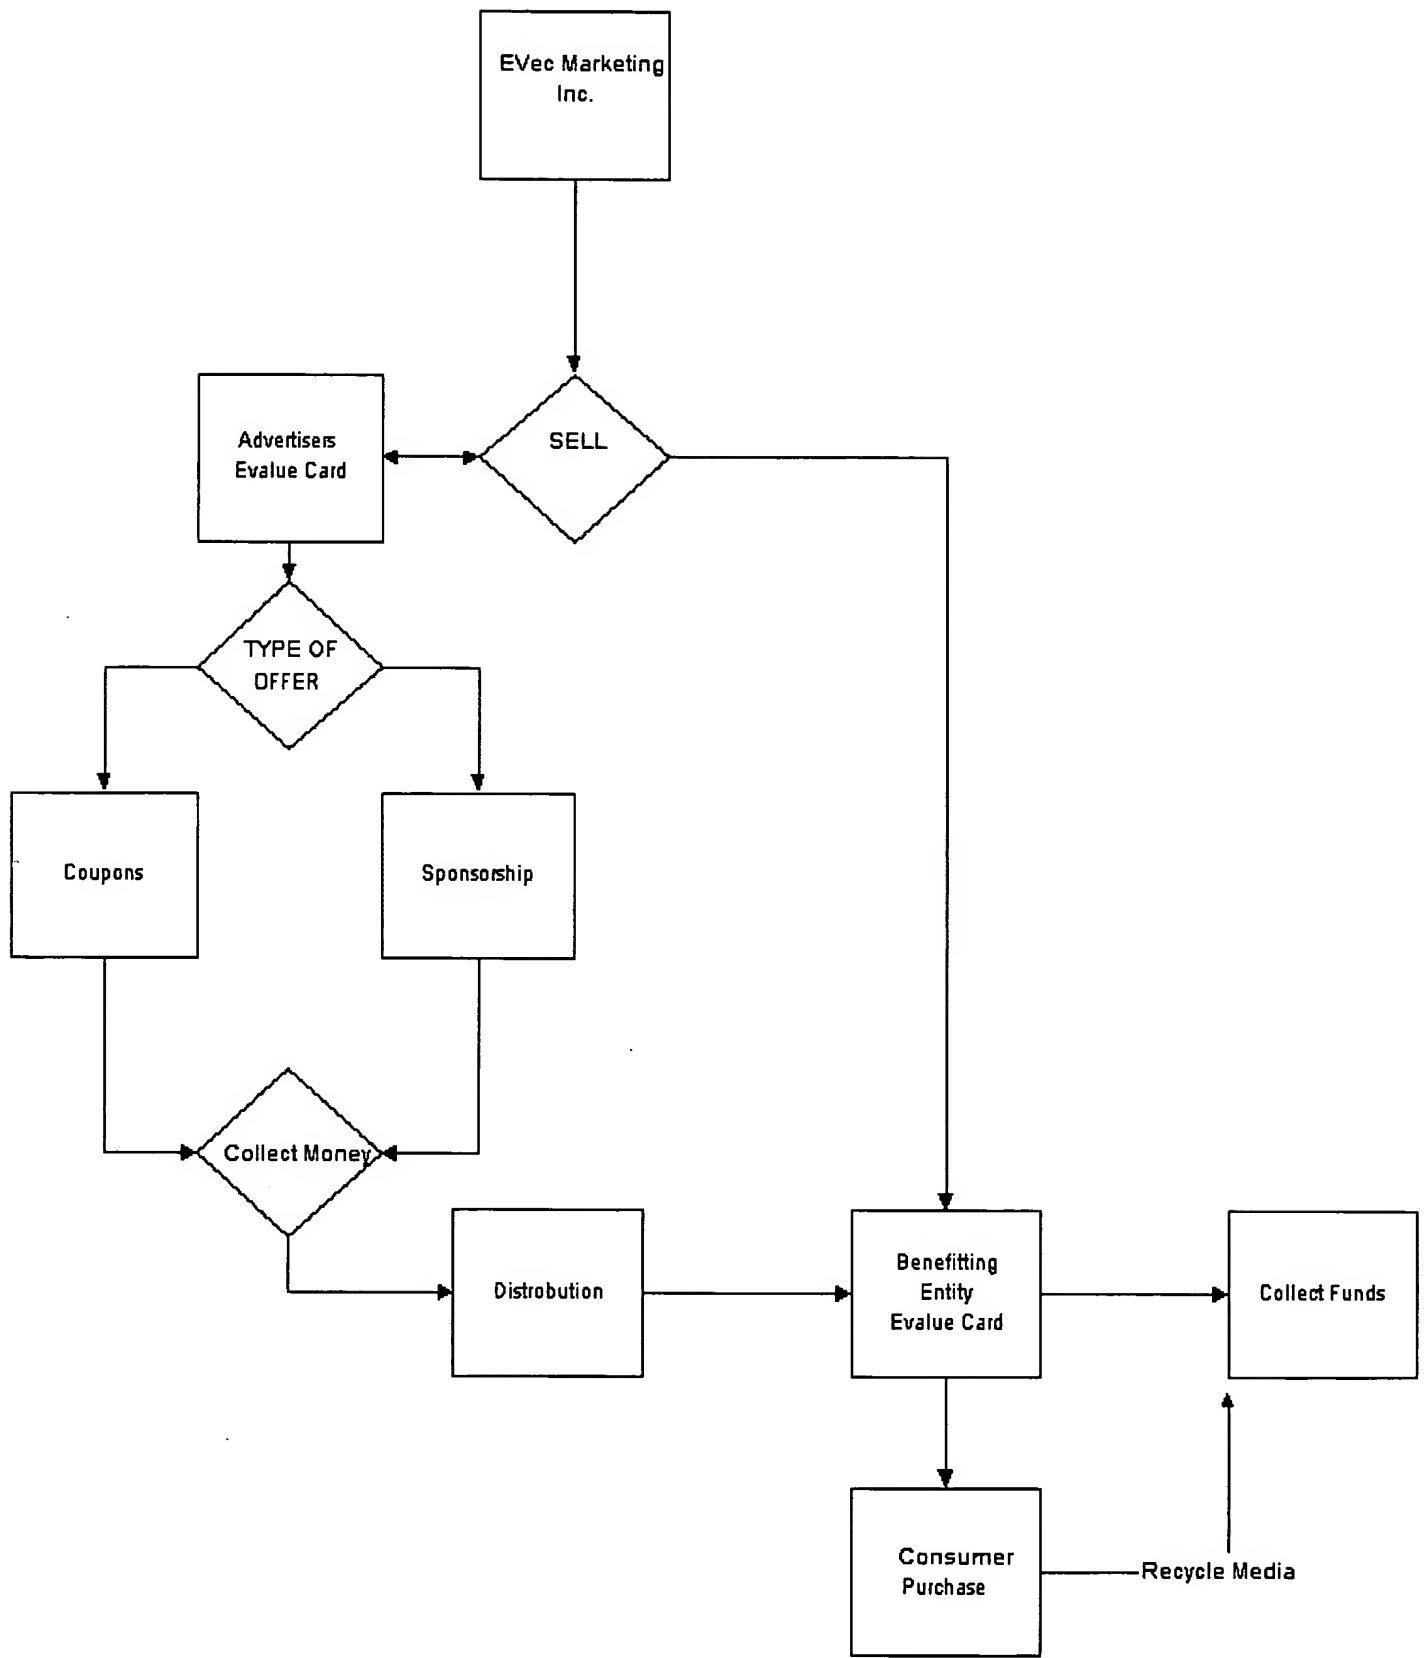 EVec Marketing
Inc.
SELL
Advertisers
Evalue Card
TYPE OF
OFFER
Coupons
Sponsorship
Collect Money
Distrobution
Benefitting
Entity
Evalue Card
Collect Funds
Consumer
Purchase
Recycle Media